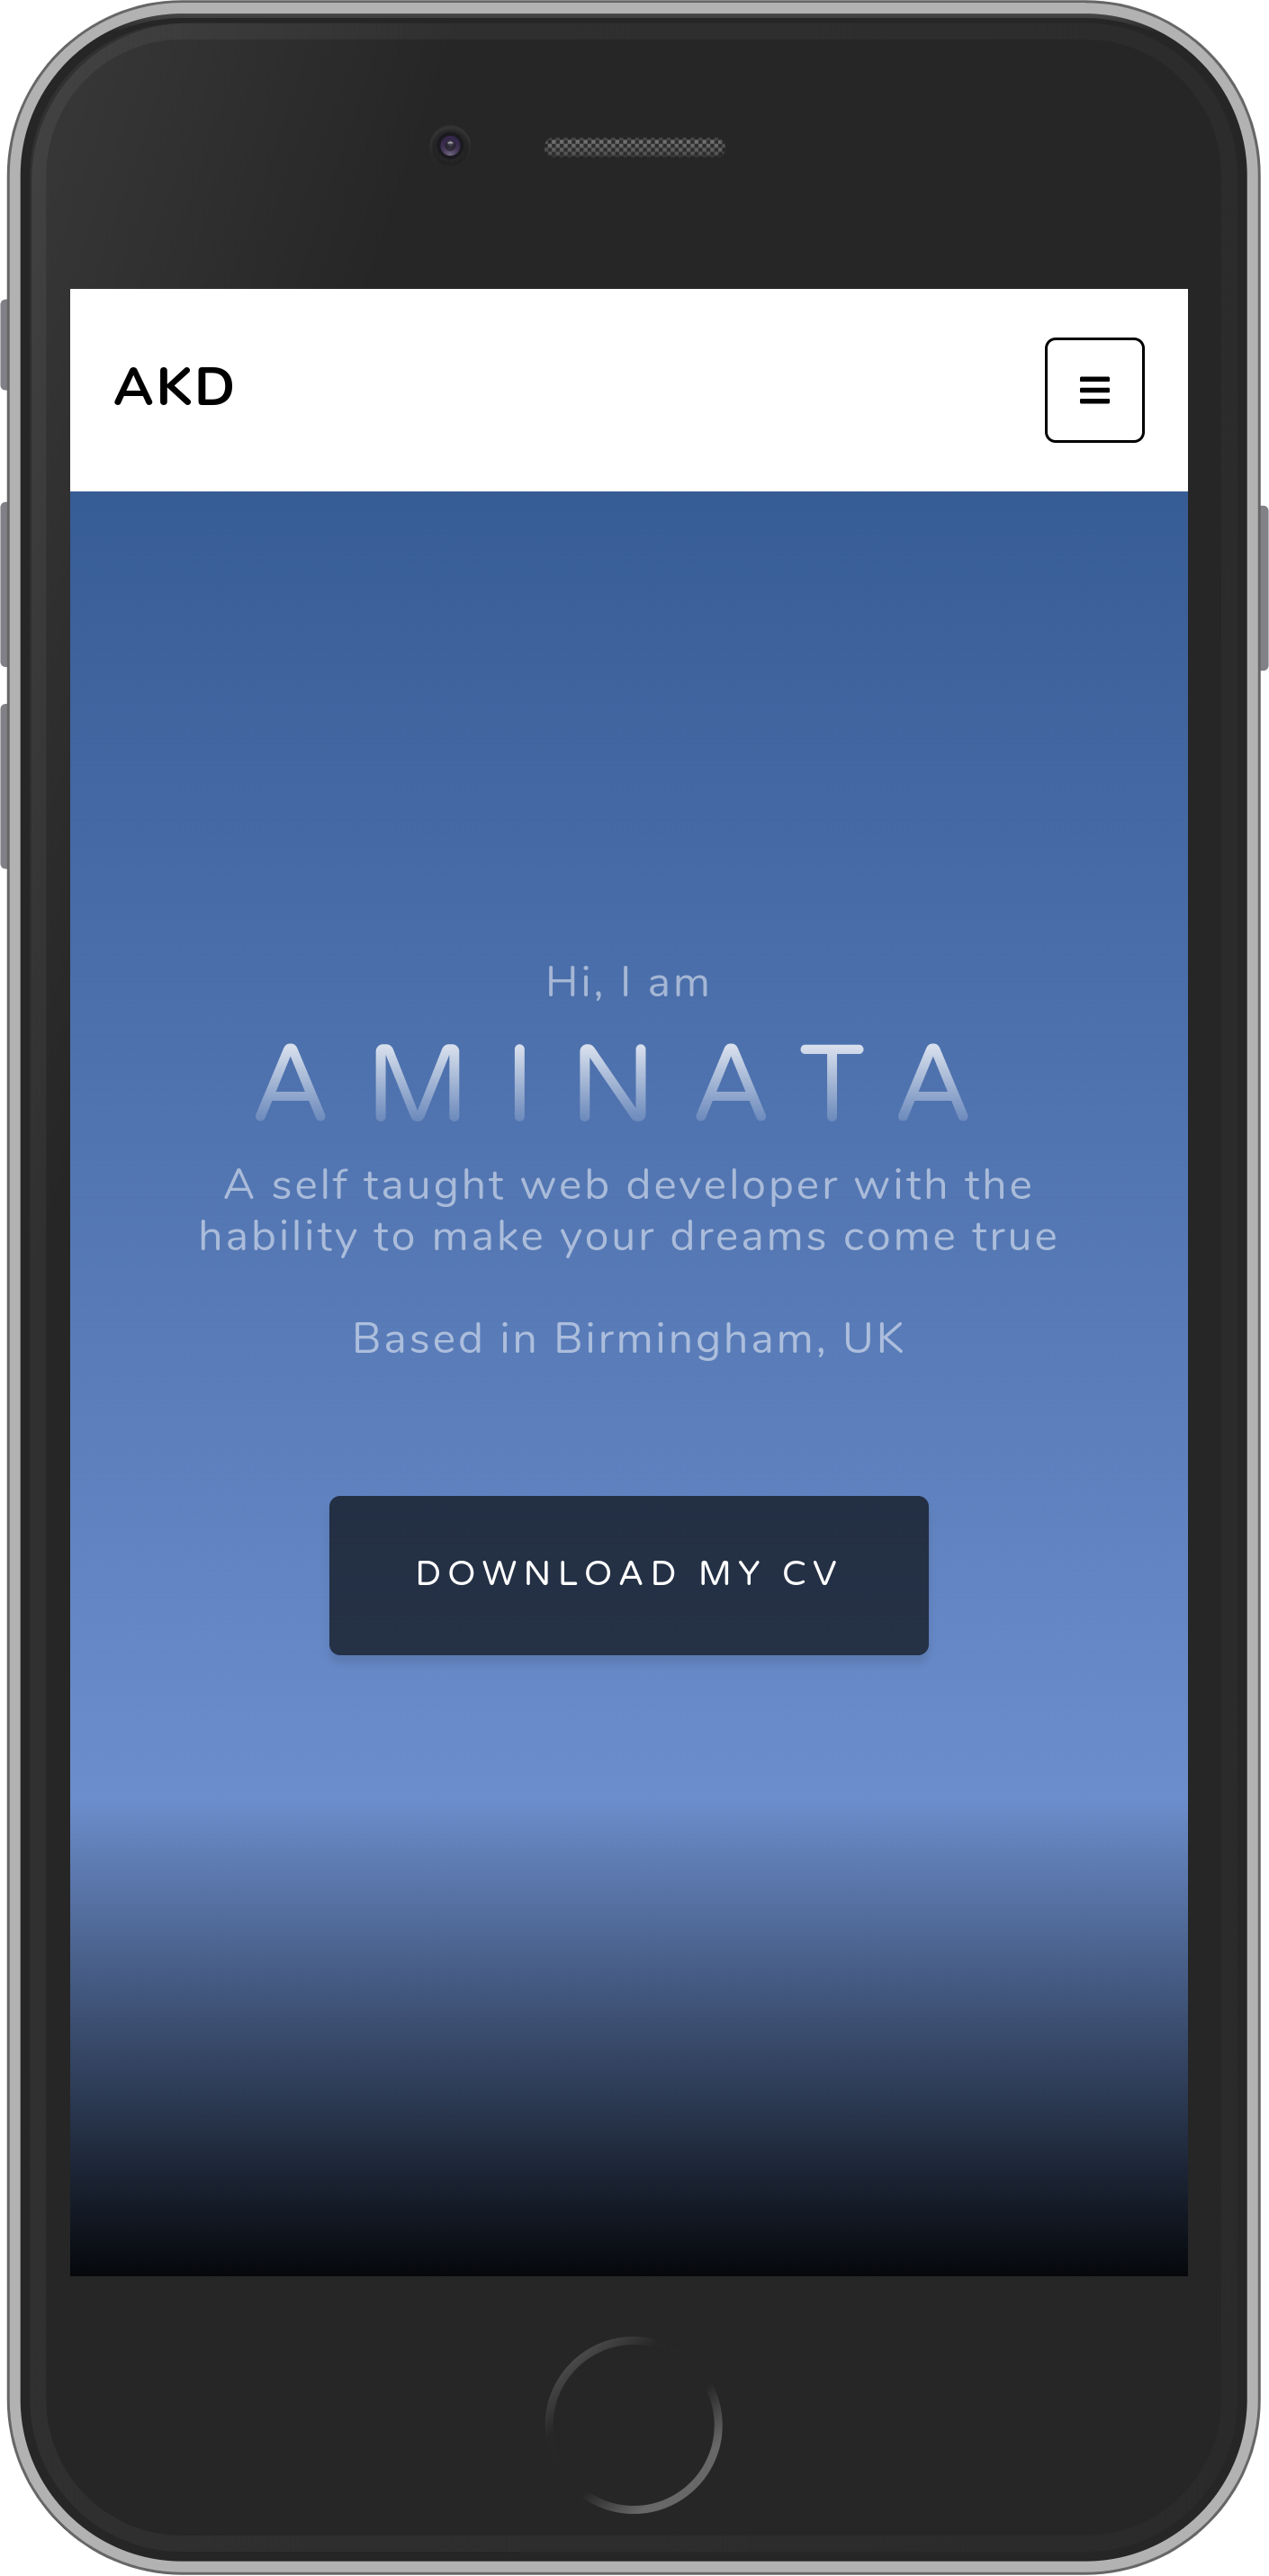 AKD
Hi, I am
AMINATA
A self taught web developer with the
hability to make your dreams come true
Based in Birmingham, UK
DOWNLOAD MY CV